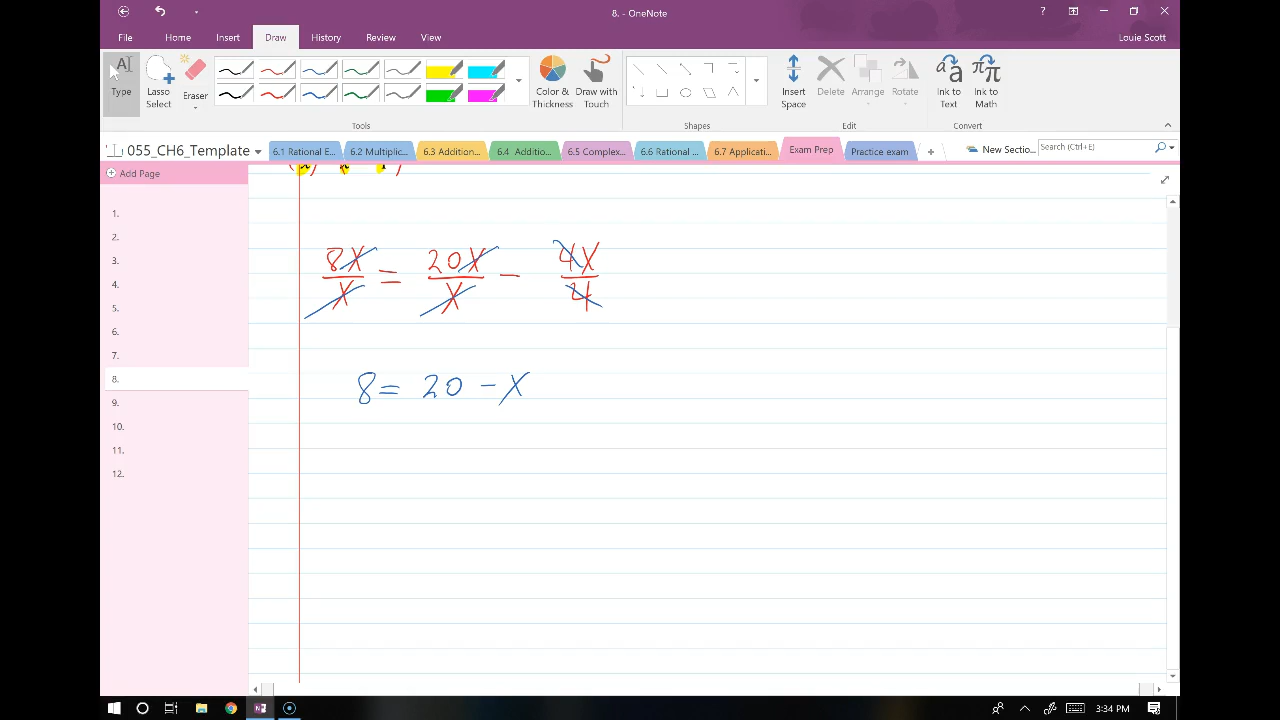 8. - OneNote
?
File Home Insert Draw History Review View Louie Scott
Type
Lasso Select
Eraser
Color & Thickness
Draw with Touch
Insert Space
Delete
Arrange
Rotate
Ink to Text
Ink to Math
Tools Shapes Edit Convert
055_CH6_Template 6.1 Rational E... 6.2 Multiplic... 6.3 Addition... 6.4 Additio... 6.5 Complex... 6.6 Rational ... 6.7 Applicati... Exam Prep Practice exam + New Sectio... Search (Ctrl+E)
Add Page
1.
2.
3.
4.
5.
6.
7.
8.
9.
10.
11.
12.
8X/X = 20X/X - 4X/4
8 = 20 - X
3:34 PM